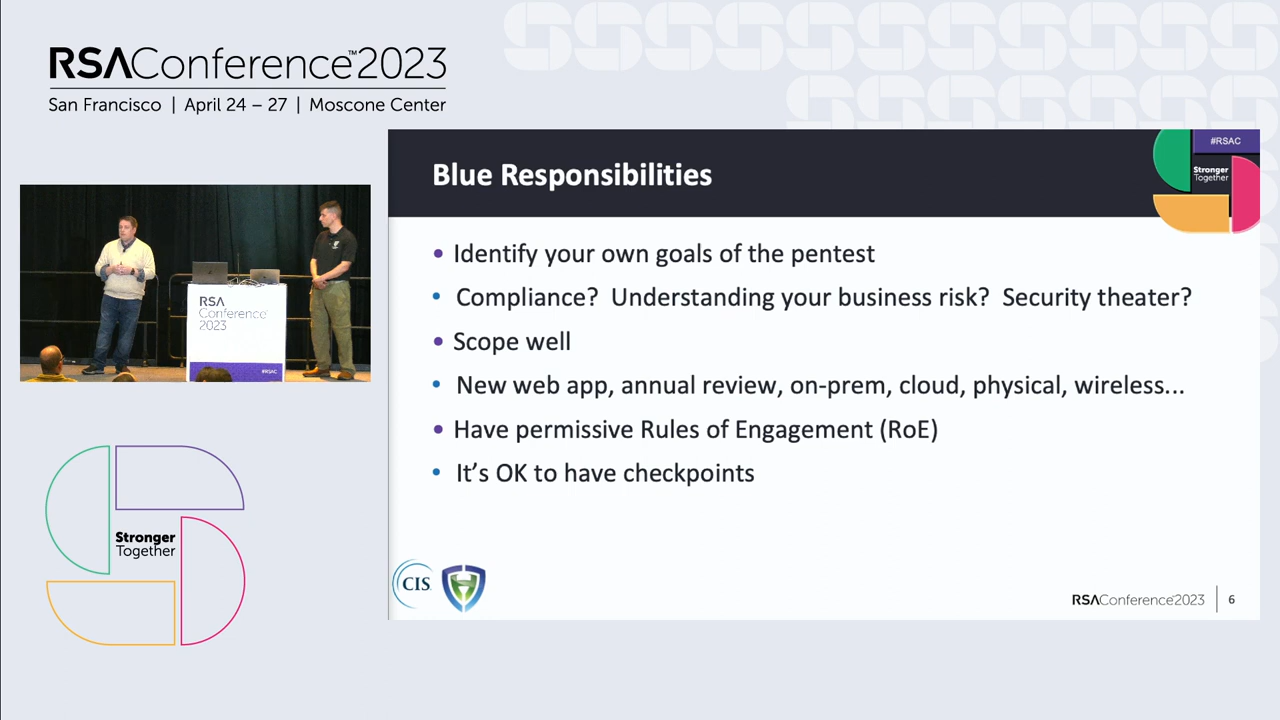 RSAConference™2023
San Francisco | April 24 – 27 | Moscone Center
#RSAC
Stronger
Together
Blue Responsibilities
• Identify your own goals of the pentest
• Compliance? Understanding your business risk? Security theater?
• Scope well
• New web app, annual review, on-prem, cloud, physical, wireless...
• Have permissive Rules of Engagement (RoE)
• It's OK to have checkpoints
RSA
Conference
2023
#RSAC
Stronger
Together
CIS
RSAConference2023 | 6